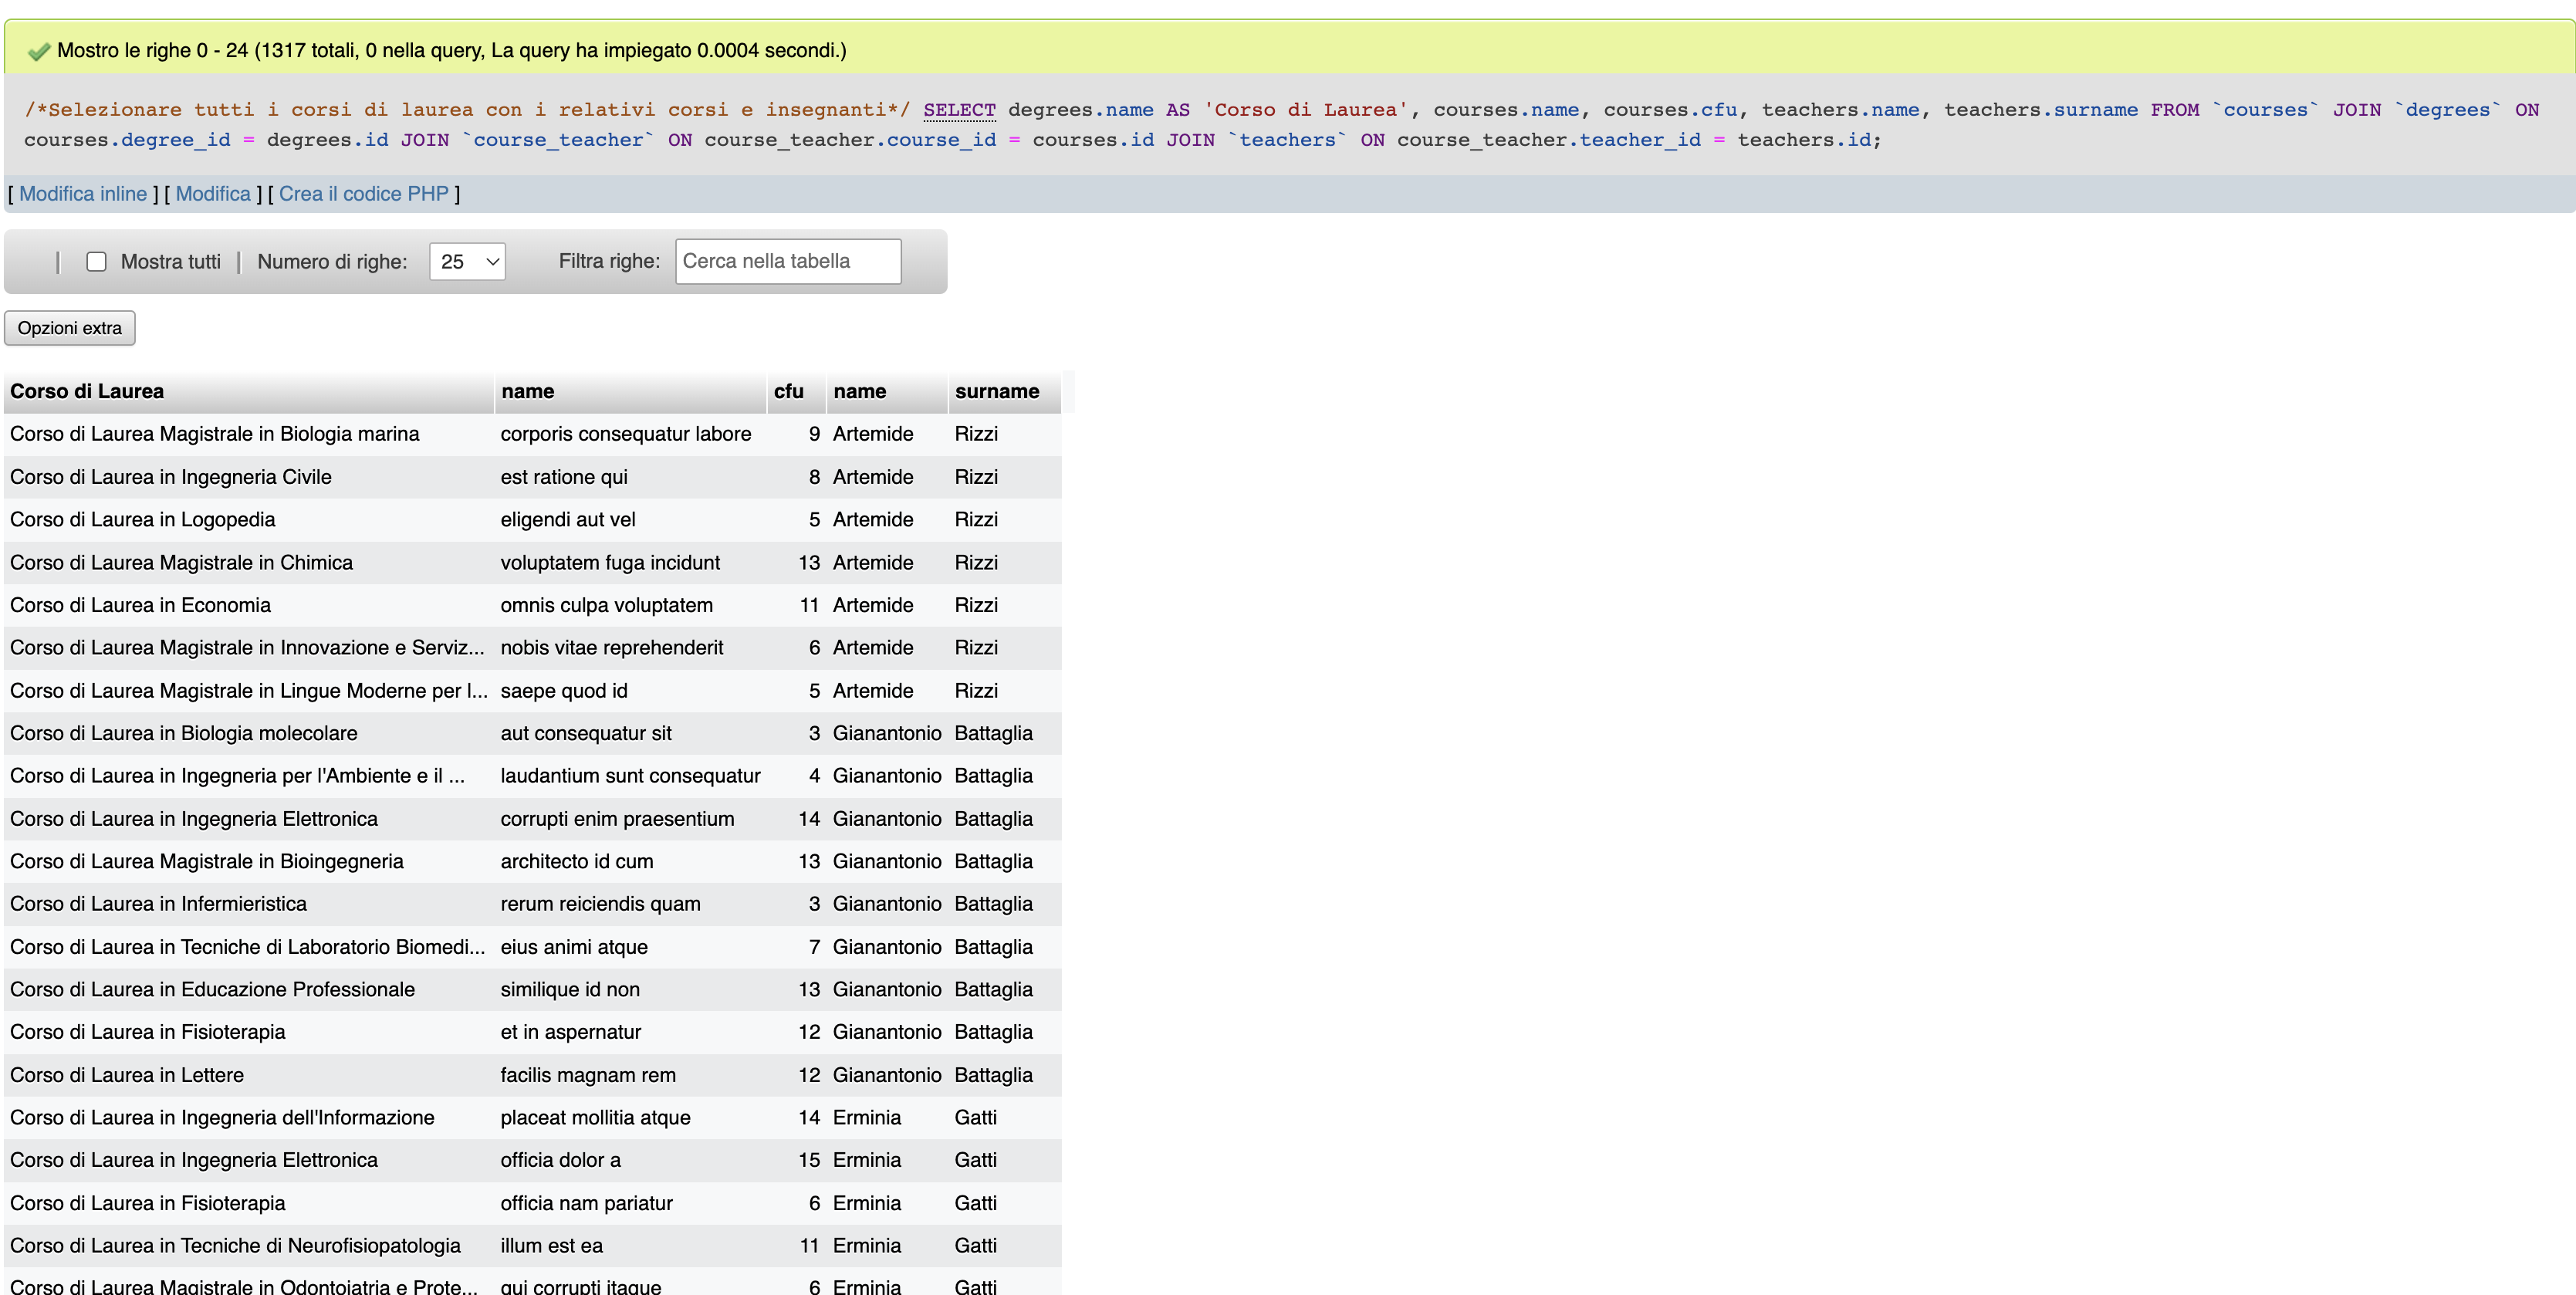 Mostro le righe 0 - 24 (1317 totali, 0 nella query, La query ha impiegato 0.0004 secondi.)
/*Selezionare tutti i corsi di laurea con i relativi corsi e insegnanti*/ SELECT degrees.name AS 'Corso di Laurea', courses.name, courses.cfu, teachers.name, teachers.surname FROM `courses` JOIN `degrees` ON
courses.degree_id = degrees.id JOIN `course_teacher` ON course_teacher.course_id = courses.id JOIN `teachers` ON course_teacher.teacher_id = teachers.id;
[ Modifica inline ] [ Modifica ] [ Crea il codice PHP ]
| Mostra tutti | Numero di righe: 25 Filtra righe: Cerca nella tabella
Opzioni extra
Corso di Laurea name cfu name surname
Corso di Laurea Magistrale in Biologia marina corporis consequatur labore 9 Artemide Rizzi
Corso di Laurea in Ingegneria Civile est ratione qui 8 Artemide Rizzi
Corso di Laurea in Logopedia eligendi aut vel 5 Artemide Rizzi
Corso di Laurea Magistrale in Chimica voluptatem fuga incidunt 13 Artemide Rizzi
Corso di Laurea in Economia omnis culpa voluptatem 11 Artemide Rizzi
Corso di Laurea Magistrale in Innovazione e Serviz... nobis vitae reprehenderit 6 Artemide Rizzi
Corso di Laurea Magistrale in Lingue Moderne per l... saepe quod id 5 Artemide Rizzi
Corso di Laurea in Biologia molecolare aut consequatur sit 3 Gianantonio Battaglia
Corso di Laurea in Ingegneria per l'Ambiente e il ... laudantium sunt consequatur 4 Gianantonio Battaglia
Corso di Laurea in Ingegneria Elettronica corrupti enim praesentium 14 Gianantonio Battaglia
Corso di Laurea Magistrale in Bioingegneria architecto id cum 13 Gianantonio Battaglia
Corso di Laurea in Infermieristica rerum reiciendis quam 3 Gianantonio Battaglia
Corso di Laurea in Tecniche di Laboratorio Biomedi... eius animi atque 7 Gianantonio Battaglia
Corso di Laurea in Educazione Professionale similique id non 13 Gianantonio Battaglia
Corso di Laurea in Fisioterapia et in aspernatur 12 Gianantonio Battaglia
Corso di Laurea in Lettere facilis magnam rem 12 Gianantonio Battaglia
Corso di Laurea in Ingegneria dell'Informazione placeat mollitia atque 14 Erminia Gatti
Corso di Laurea in Ingegneria Elettronica officia dolor a 15 Erminia Gatti
Corso di Laurea in Fisioterapia officia nam pariatur 6 Erminia Gatti
Corso di Laurea in Tecniche di Neurofisiopatologia illum est ea 11 Erminia Gatti
Corso di Laurea Magistrale in Odontoiatria e Prote... qui corrupti itaque 6 Erminia Gatti